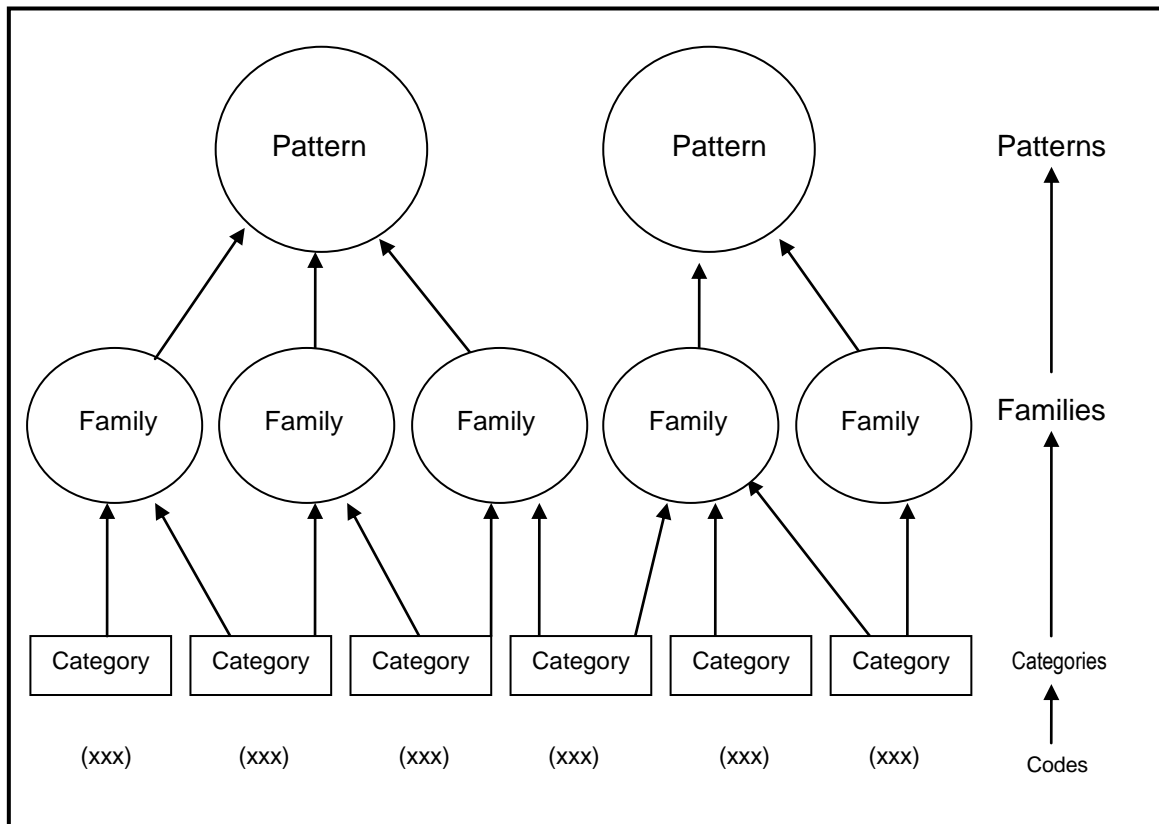 Pattern Pattern Patterns
Family Family Family Family Family Families
Category Category Category Category Category Category Categories
(xxx) (xxx) (xxx) (xxx) (xxx) (xxx) Codes